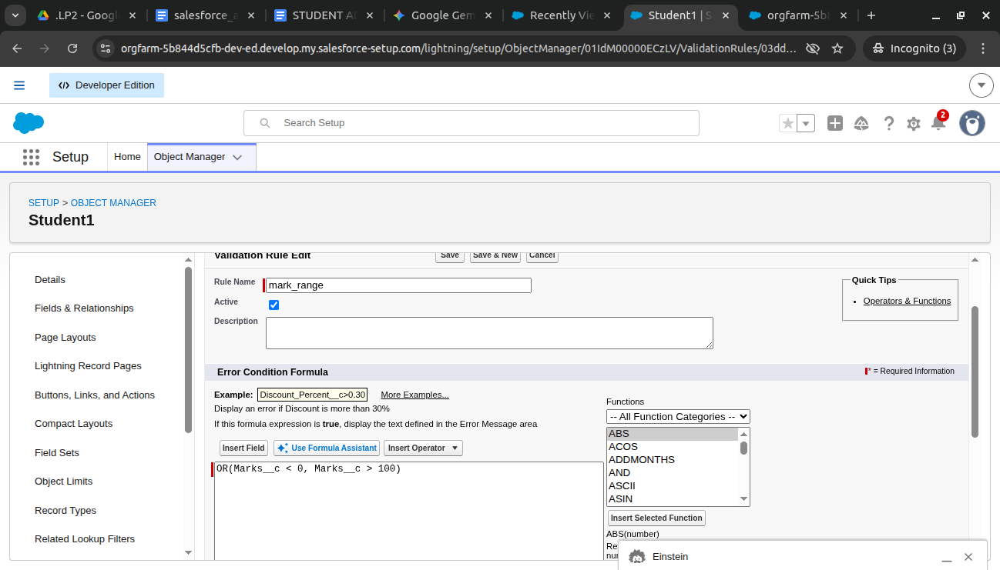 .LP2 - Googl
salesforce_a
STUDENT A
Google Gem
Recently Vie
Student1 | S
orgfarm-5b
orgfarm-5b844d5cfb-dev-ed.develop.my.salesforce-setup.com/lightning/setup/ObjectManager/01IdM00000ECzLV/ValidationRules/03dd...
Incognito (3)
Developer Edition
Search Setup
2
Setup
Home
Object Manager
SETUP > OBJECT MANAGER
Student1
Details
Fields & Relationships
Page Layouts
Lightning Record Pages
Buttons, Links, and Actions
Compact Layouts
Field Sets
Object Limits
Record Types
Related Lookup Filters
Validation Rule Edit
Save
Save & New
Cancel
Rule Name
mark_range
Active
Description
Quick Tips
• Operators & Functions
Error Condition Formula
* = Required Information
Example: Discount_Percent__c>0.30 More Examples...
Display an error if Discount is more than 30%
If this formula expression is true, display the text defined in the Error Message area
Insert Field
Use Formula Assistant
Insert Operator
OR(Marks__c < 0, Marks__c > 100)
Functions
-- All Function Categories --
ABS
ACOS
ADDMONTHS
AND
ASCII
ASIN
Insert Selected Function
ABS(number)
Einstein